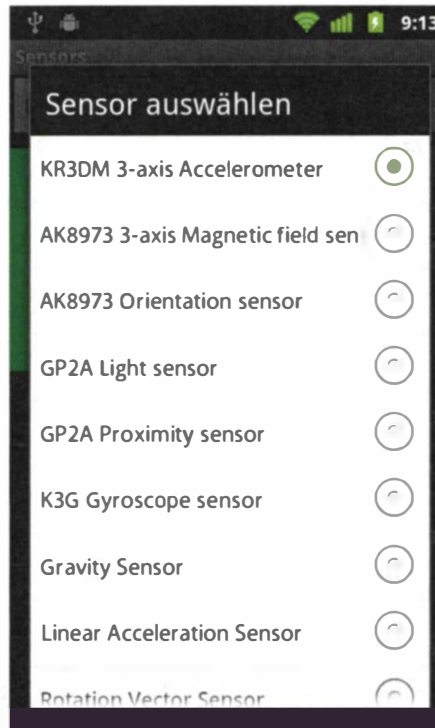 9:13
Sensors
Sensor auswählen
KR3DM 3-axis Accelerometer
AK8973 3-axis Magnetic field sen
AK8973 Orientation sensor
GP2A Light sensor
GP2A Proximity sensor
K3G Gyroscope sensor
Gravity Sensor
Linear Acceleration Sensor
Rotation Vector Sensor